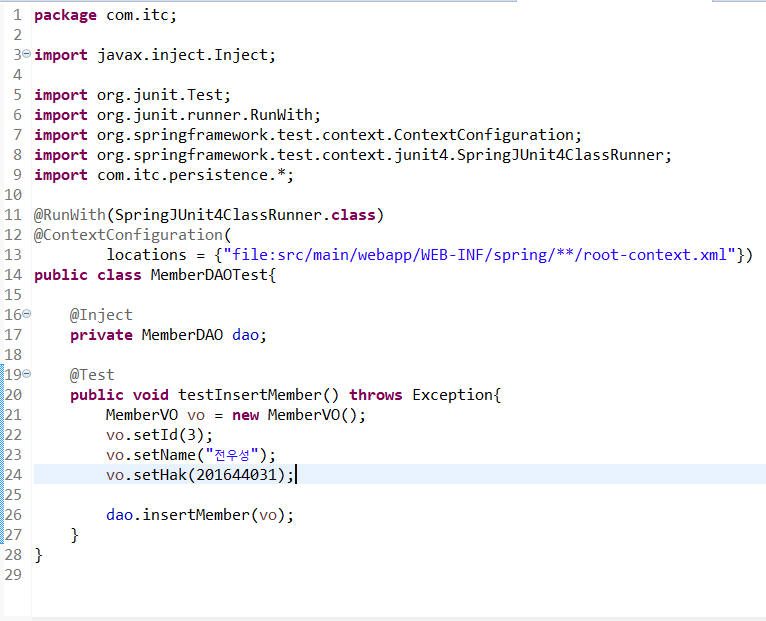 1 package com.itc;
2
3 import javax.inject.Inject;
4
5 import org.junit.Test;
6 import org.junit.runner.RunWith;
7 import org.springframework.test.context.ContextConfiguration;
8 import org.springframework.test.context.junit4.SpringJUnit4ClassRunner;
9 import com.itc.persistence.*;
10
11 @RunWith(SpringJUnit4ClassRunner.class)
12 @ContextConfiguration(
13         locations = {"file:src/main/webapp/WEB-INF/spring/**/root-context.xml"})
14 public class MemberDAOTest{
15
16     @Inject
17     private MemberDAO dao;
18
19     @Test
20     public void testInsertMember() throws Exception{
21         MemberVO vo = new MemberVO();
22         vo.setId(3);
23         vo.setName("전우성");
24         vo.setHak(201644031);
25
26         dao.insertMember(vo);
27     }
28 }
29